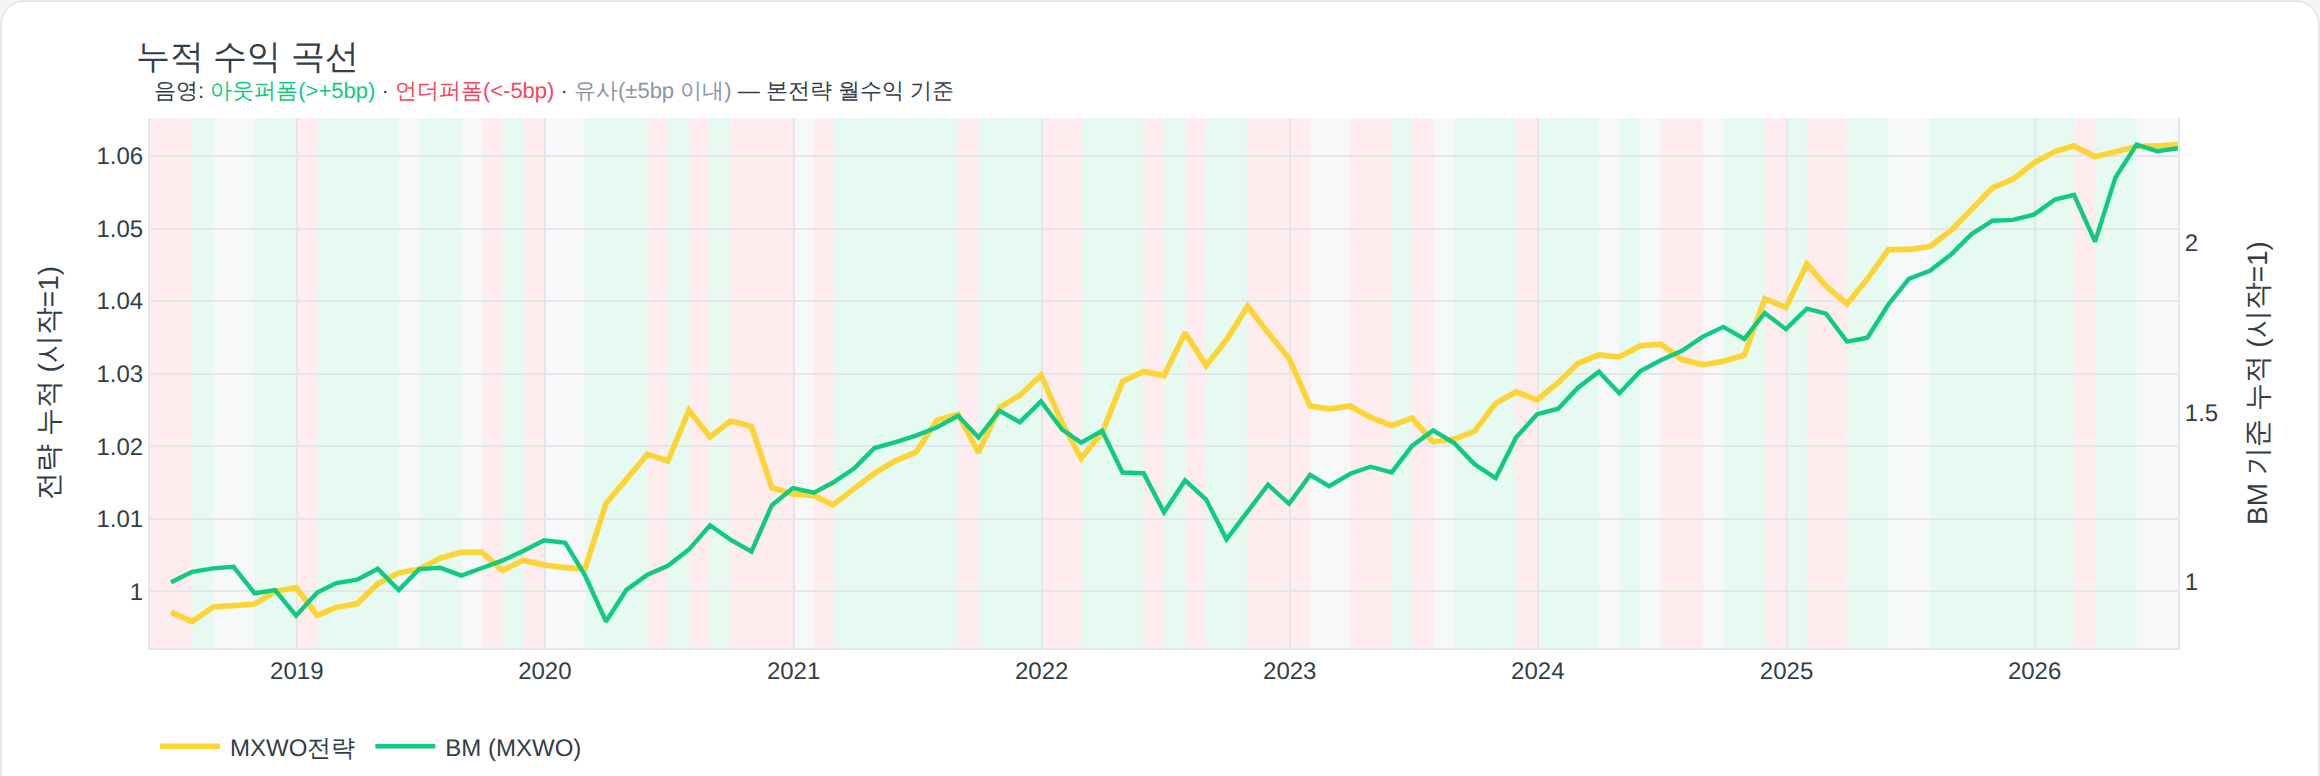 누적 수익 곡선
음영: 아웃퍼폼(>+5bp) · 언더퍼폼(<-5bp) · 유사(±5bp 이내) — 본전략 월수익 기준
전략 누적 (시작=1)
1.06
1.05
1.04
1.03
1.02
1.01
1
2
1.5
1
BM 기준 누적 (시작=1)
2019 2020 2021 2022 2023 2024 2025 2026
MXWO전략 BM (MXWO)